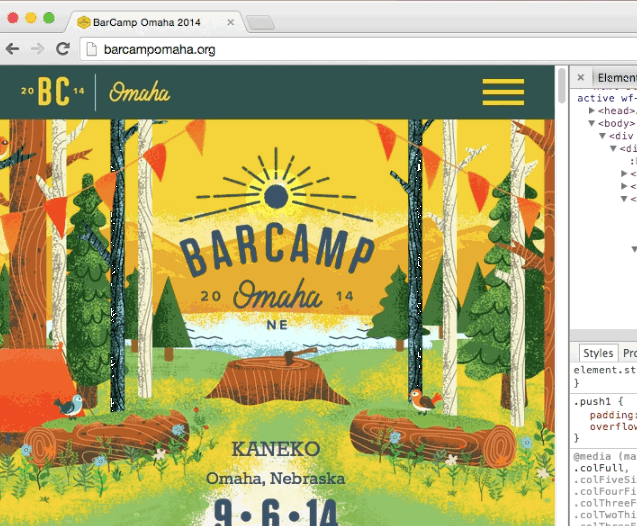 BarCamp Omaha 2014
barcampomaha.org
20 BC 14 Omaha
BARCAMP
20 Omaha 14
NE
KANEKO
Omaha, Nebraska
9•6•14
Element
active wf-
<head>
<body>
<div
<di
<
<
<
Styles Pro
element.st
}
.push1 {
padding:
overflow
}
@media (ma
.colFull,
.colFiveSi
.colFourFi
.colThreeF
.colTwoThi